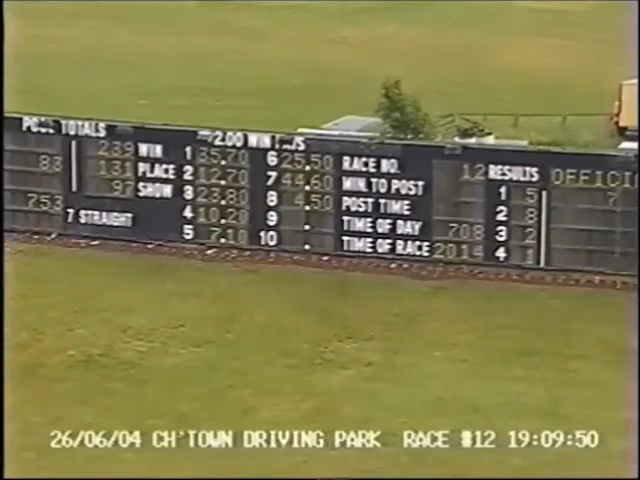 POOL TOTALS $2.00 WIN PAYS
239 WIN 1 35.70 6 25.50 RACE NO. 12 RESULTS OFFICI
83 131 PLACE 2 12.70 7 44.60 MIN. TO POST 1 5 7
97 SHOW 3 23.80 8 4.50 POST TIME 2 8
753 7 STRAIGHT 4 10.20 9 . TIME OF DAY 708 3 2
5 7.10 10 . TIME OF RACE 2014 4 1
26/06/04 CH'TOWN DRIVING PARK RACE #12 19:09:50